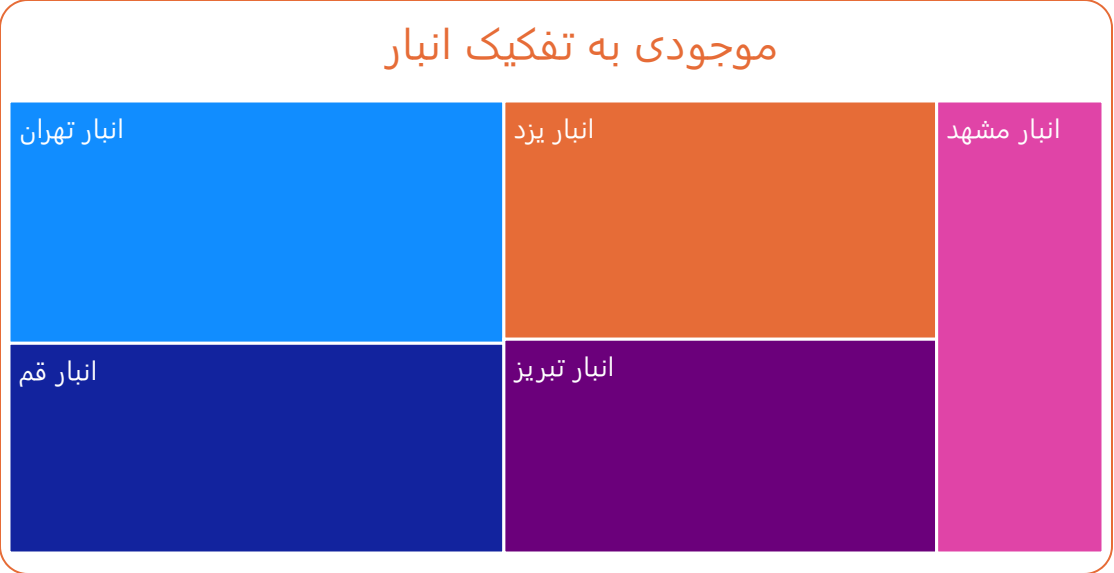 موجودی به تفکیک انبار
انبار تهران
انبار یزد
انبار مشهد
انبار قم
انبار تبریز